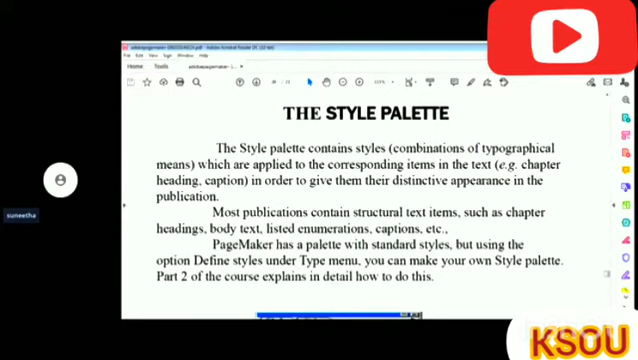 Home
Tools
THE STYLE PALETTE
The Style palette contains styles (combinations of typographical
means) which are applied to the corresponding items in the text (e.g. chapter
heading, caption) in order to give them their distinctive appearance in the
publication.
Most publications contain structural text items, such as chapter
headings, body text, listed enumerations, captions, etc.,
PageMaker has a palette with standard styles, but using the
option Define styles under Type menu, you can make your own Style palette.
Part 2 of the course explains in detail how to do this.
suneetha
KSOU